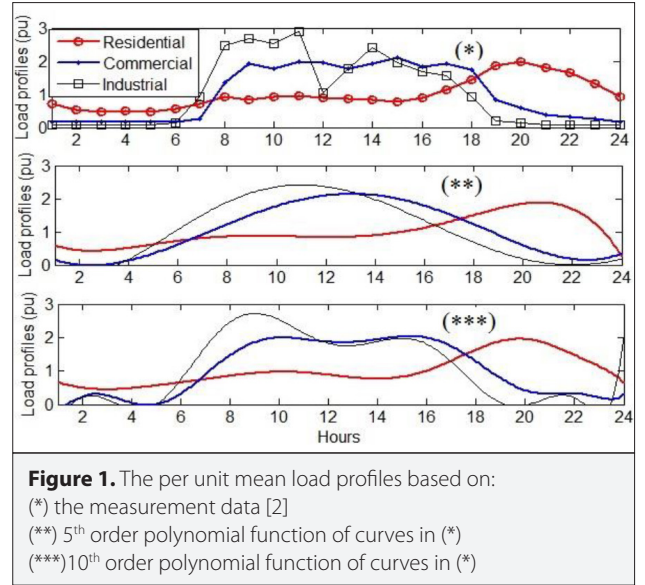 Load profiles (pu)
3
2
1
0
Residential
Commercial
Industrial
(*)
2 4 6 8 10 12 14 16 18 20 22 24
Load profiles (pu)
3
2
1
0
(**)
2 4 6 8 10 12 14 16 18 20 22 24
Load profiles (pu)
3
2
1
0
(***)
2 4 6 8 10 12 14 16 18 20 22 24
Hours
Figure 1. The per unit mean load profiles based on:
(*) the measurement data [2]
(**) 5th order polynomial function of curves in (*)
(***)10th order polynomial function of curves in (*)